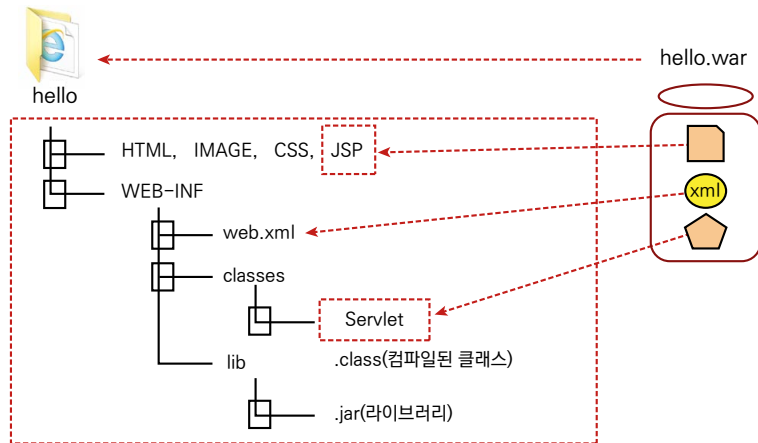 hello.war
hello
HTML, IMAGE, CSS, JSP
WEB-INF
xml
web.xml
classes
Servlet
lib .class(컴파일된 클래스)
.jar(라이브러리)